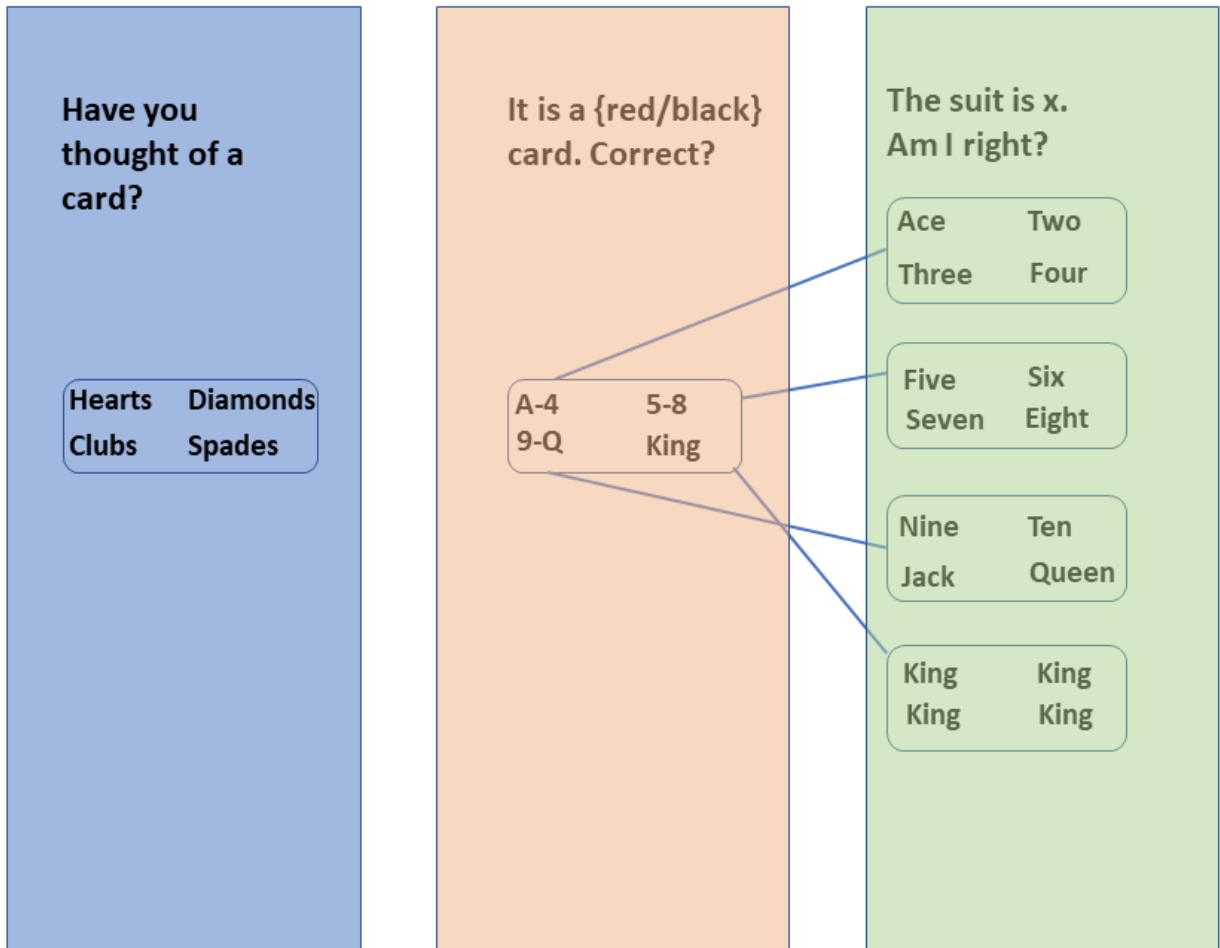 Have you
thought of a
card?
Hearts Diamonds
Clubs Spades
It is a {red/black}
card. Correct?
A-4 5-8
9-Q King
The suit is x.
Am I right?
Ace Two
Three Four
Five Six
Seven Eight
Nine Ten
Jack Queen
King King
King King